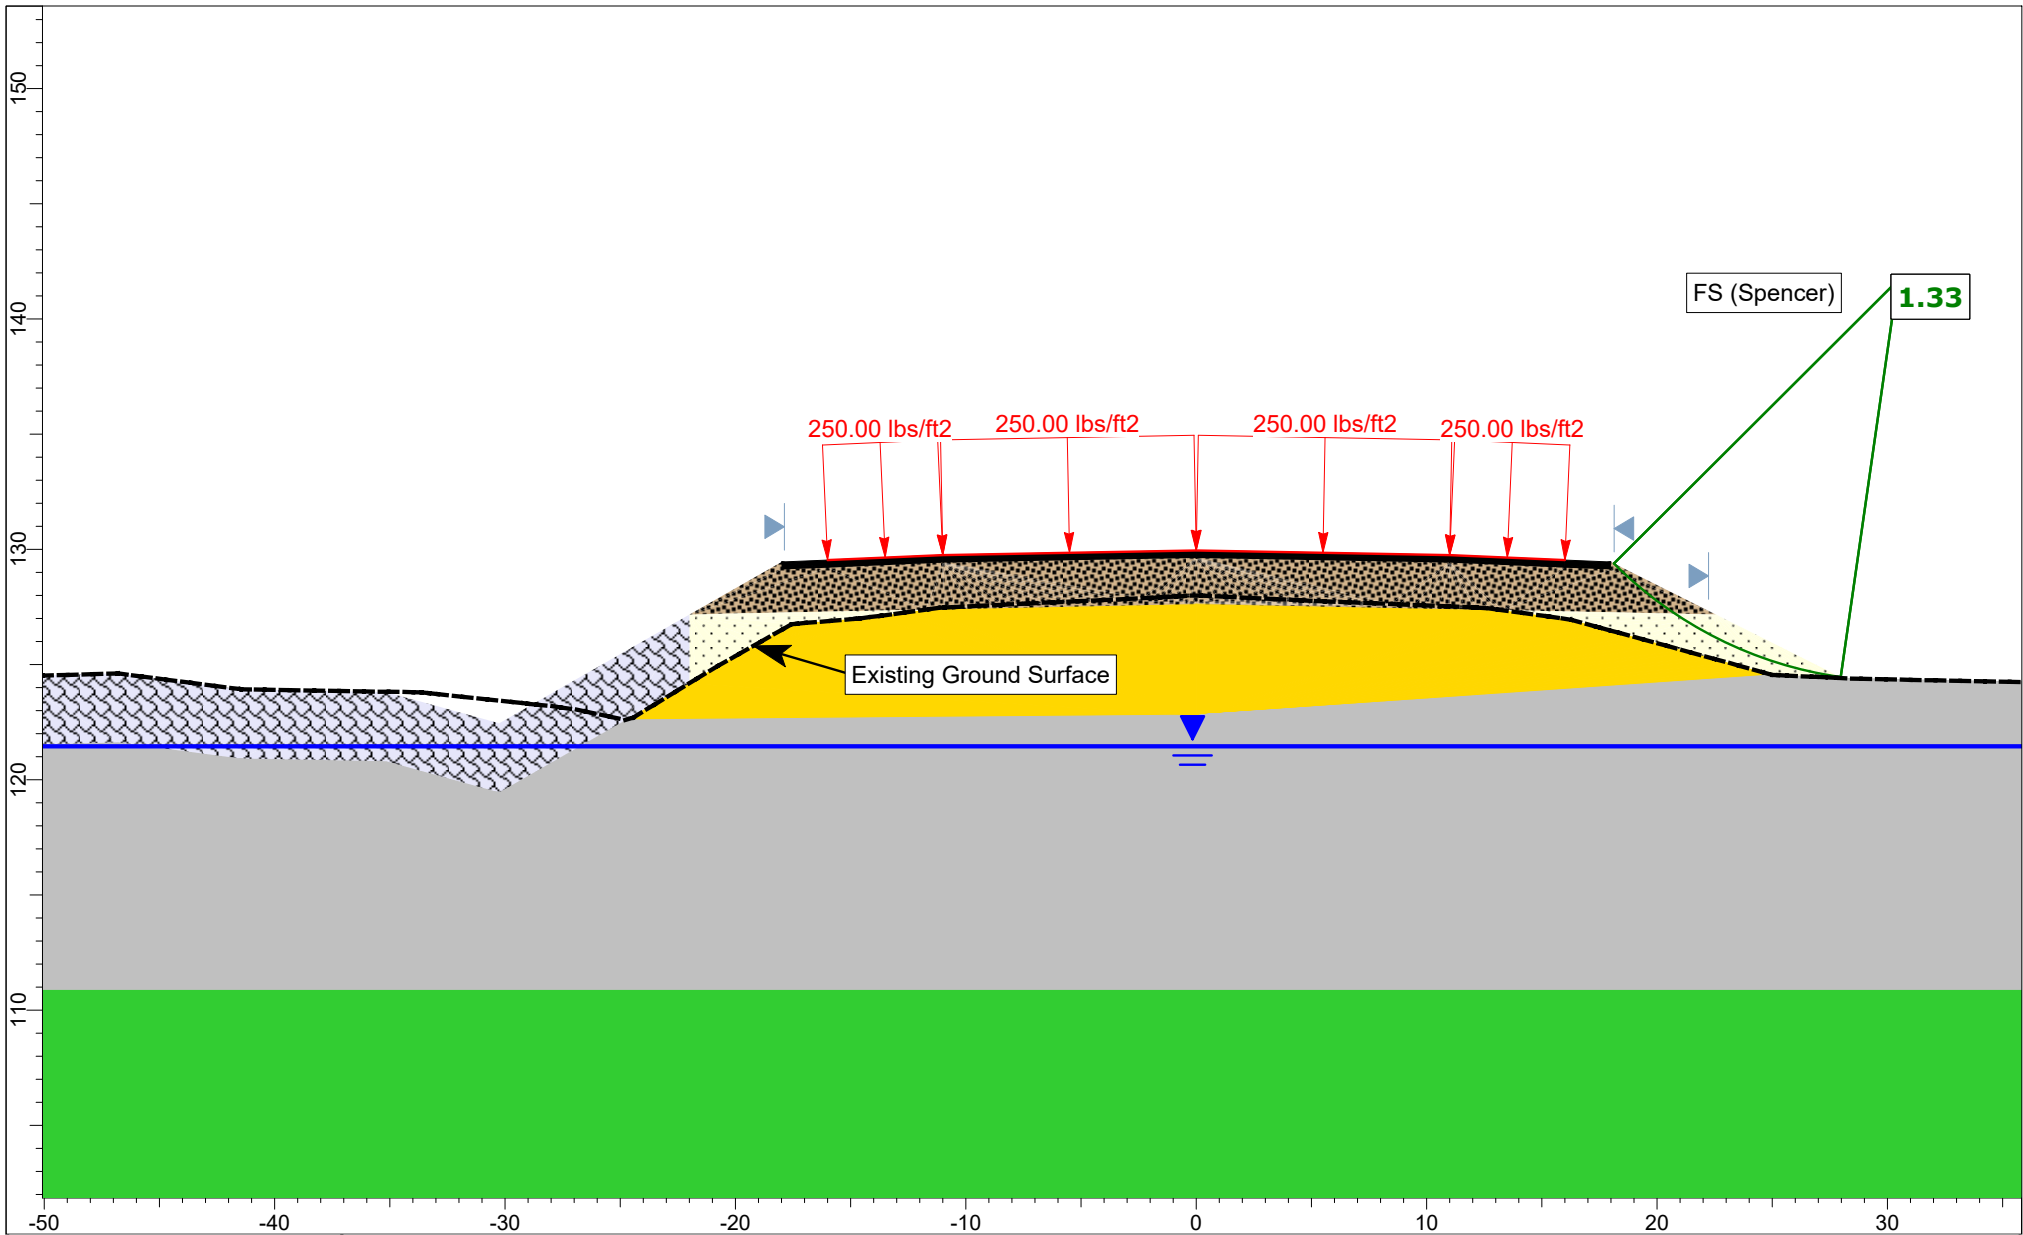 150
140
130
120
110
FS (Spencer)
1.33
250.00 lbs/ft2
250.00 lbs/ft2
250.00 lbs/ft2
250.00 lbs/ft2
Existing Ground Surface
-50 -40 -30 -20 -10 0 10 20 30